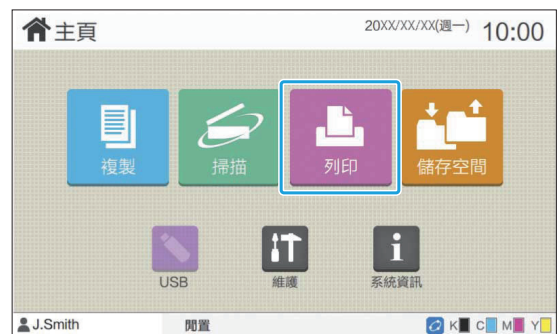 主頁 20XX/XX/XX(週一) 10:00
複製 掃描 列印 儲存空間
USB 維護 系統資訊
J.Smith 閒置 K C M Y